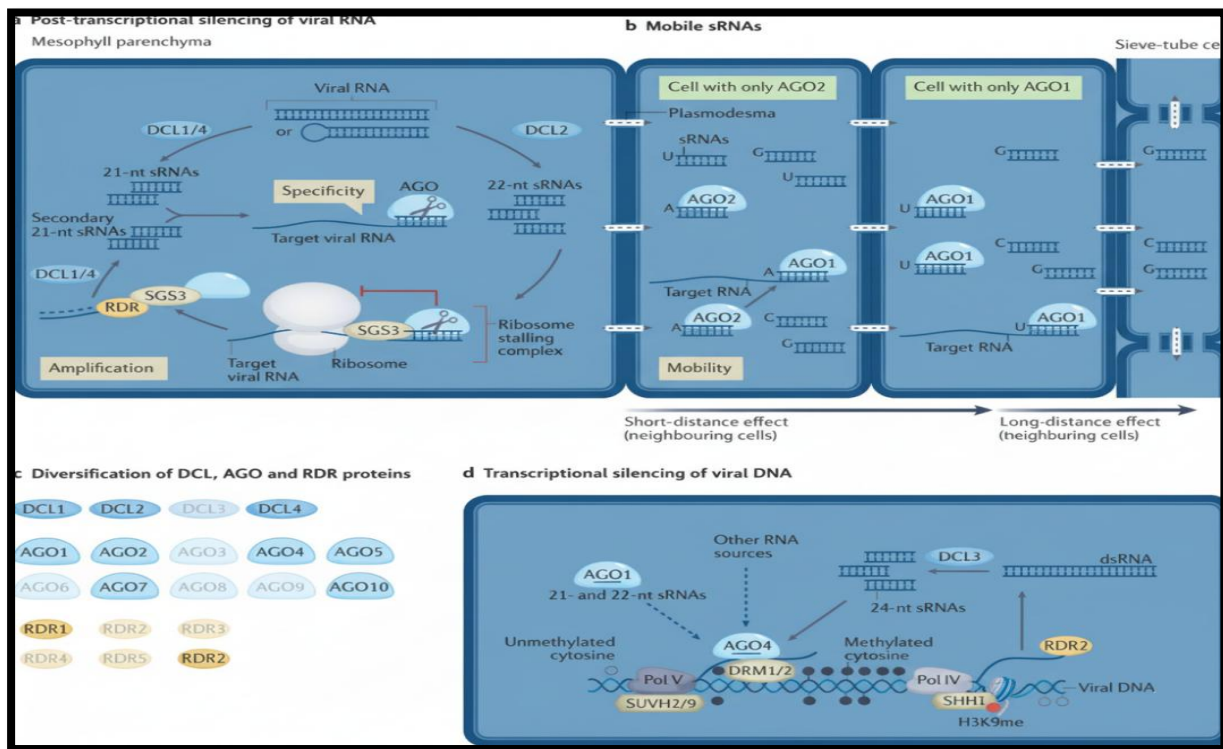 a Post-transcriptional silencing of viral RNA
Mesophyll parenchyma
Viral RNA
or
DCL1/4
DCL2
21-nt sRNAs
Specificity
AGO
22-nt sRNAs
Secondary
21-nt sRNAs
Target viral RNA
DCL1/4
SGS3
RDR
SGS3
Ribosome
stalling
complex
Target
viral RNA
Ribosome
Amplification
b Mobile sRNAs
Sieve-tube ce
Cell with only AGO2
Plasmodesma
sRNAs
U
G
U
AGO2
A
AGO1
A
Target RNA
AGO2
A
C
G
Mobility
Cell with only AGO1
G
AGO1
U
AGO1
U
C
G
AGO1
U
Target RNA
G
C
G
Short-distance effect
(neighbouring cells)
Long-distance effect
(neighburing cells)
c Diversification of DCL, AGO and RDR proteins
DCL1 DCL2 DCL3 DCL4
AGO1 AGO2 AGO3 AGO4 AGO5
AGO6 AGO7 AGO8 AGO9 AGO10
RDR1 RDR2 RDR3
RDR4 RDR5 RDR2
d Transcriptional silencing of viral DNA
Other RNA
sources
AGO1
21- and 22-nt sRNAs
DCL3
dsRNA
24-nt sRNAs
Unmethylated
cytosine
AGO4
DRM1/2
Methylated
cytosine
RDR2
Pol V
SUVH2/9
Pol IV
SHH1
H3K9me
Viral DNA